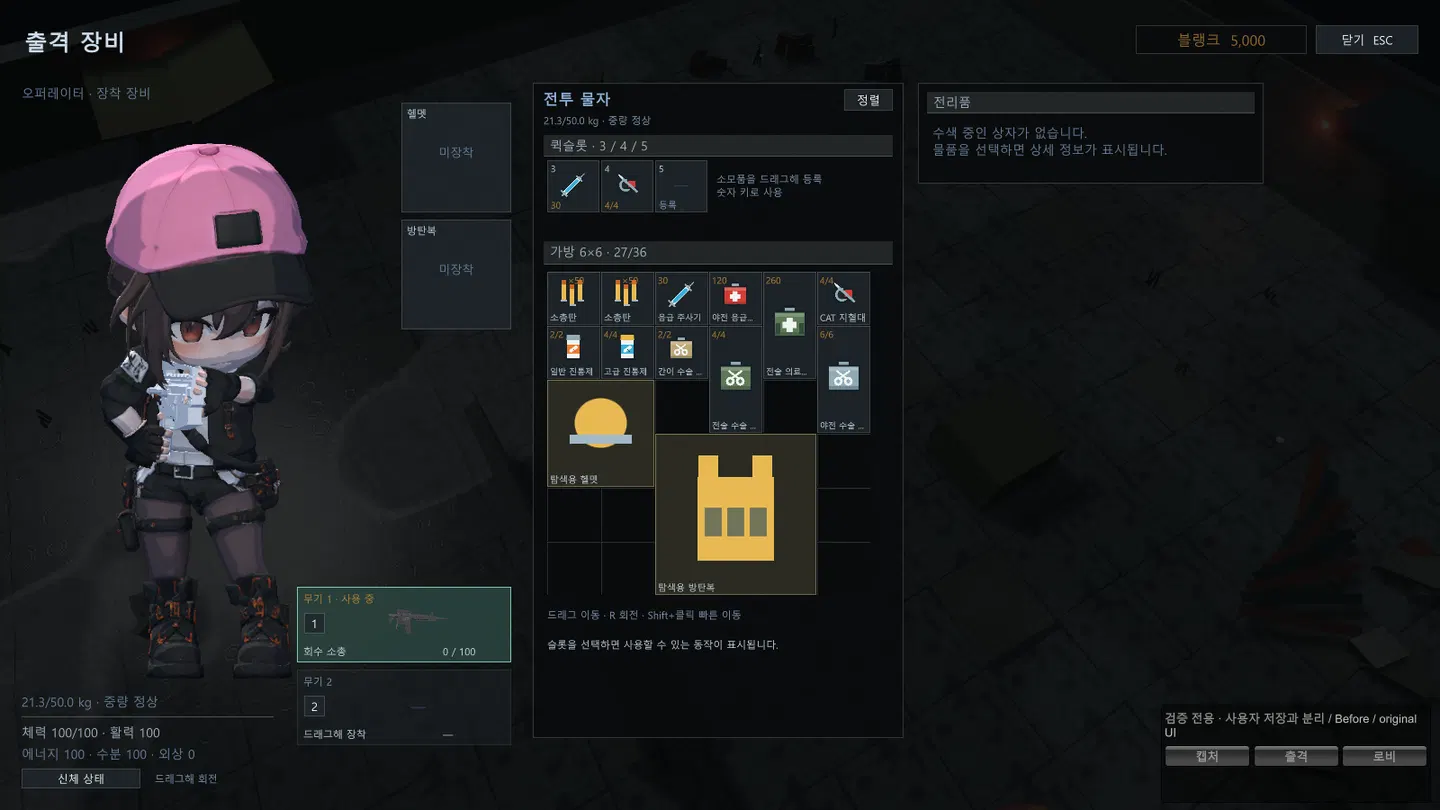 출격 장비
블랭크 5,000
닫기 ESC
오퍼레이터 · 장착 장비
헬멧
미장착
방탄복
미장착
전투 물자
정렬
21.3/50.0 kg · 중량 정상
퀵슬롯 · 3 / 4 / 5
3
30
4
4/4
5
등록
소모품을 드래그해 등록
숫자 키로 사용
가방 6×6 · 27/36
×50
소총탄
×50
소총탄
30
응급 주사기
120
야전 응급...
260
전술 의료...
4/4
CAT 지혈대
2/2
일반 진통제
4/4
고급 진통제
2/2
간이 수술 ...
4/4
전술 수술 ...
6/6
야전 수술 ...
탐색용 헬멧
탐색용 방탄복
드래그 이동 · R 회전 · Shift+클릭 빠른 이동
슬롯을 선택하면 사용할 수 있는 동작이 표시됩니다.
전리품
수색 중인 상자가 없습니다.
물품을 선택하면 상세 정보가 표시됩니다.
무기 1 · 사용 중
1
회수 소총
0 / 100
무기 2
2
드래그해 장착
21.3/50.0 kg · 중량 정상
체력 100/100 · 활력 100
에너지 100 · 수분 100 · 외상 0
신체 상태
드래그해 회전
검증 전용 · 사용자 저장과 분리 / Before / original
UI
캡처
출격
로비